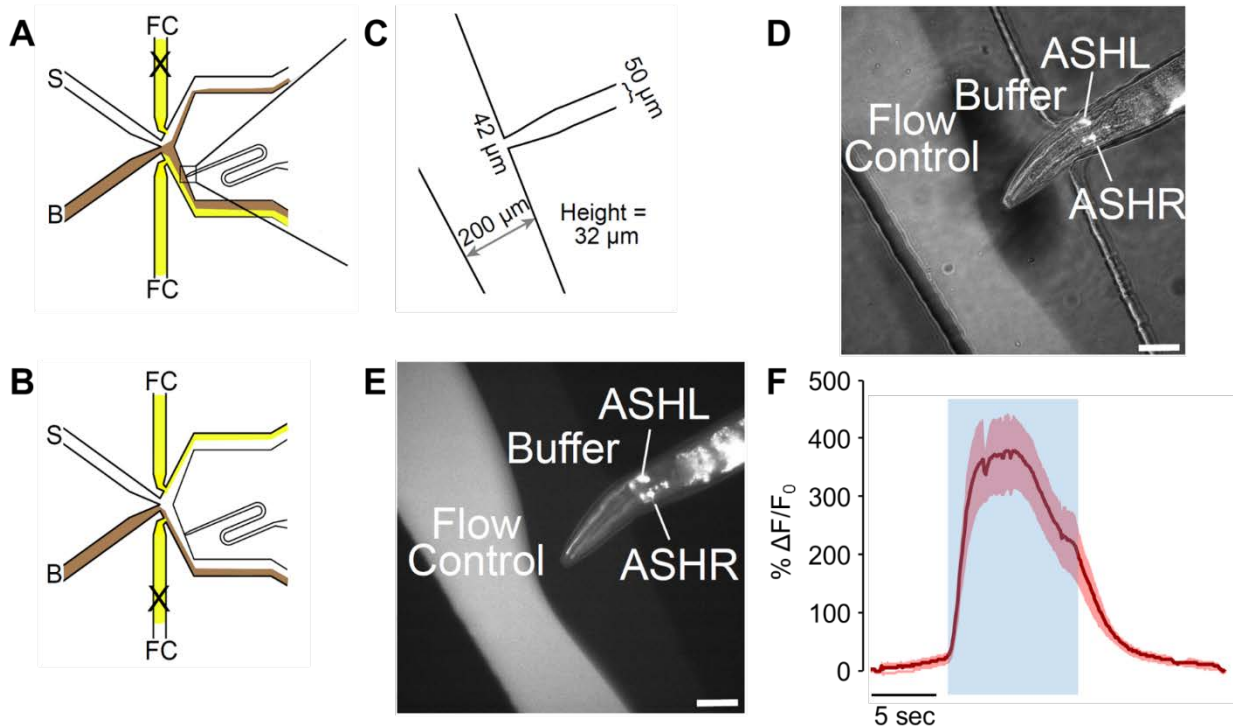 A
FC
X
S
B
FC
C
50 µm
42 µm
200 µm
Height =
32 µm
D
ASHL
Buffer
Flow
Control
ASHR
B
FC
S
B
X
FC
E
ASHL
Buffer
Flow
Control
ASHR
F
500
400
300
200
100
0
% ΔF/F₀
5 sec